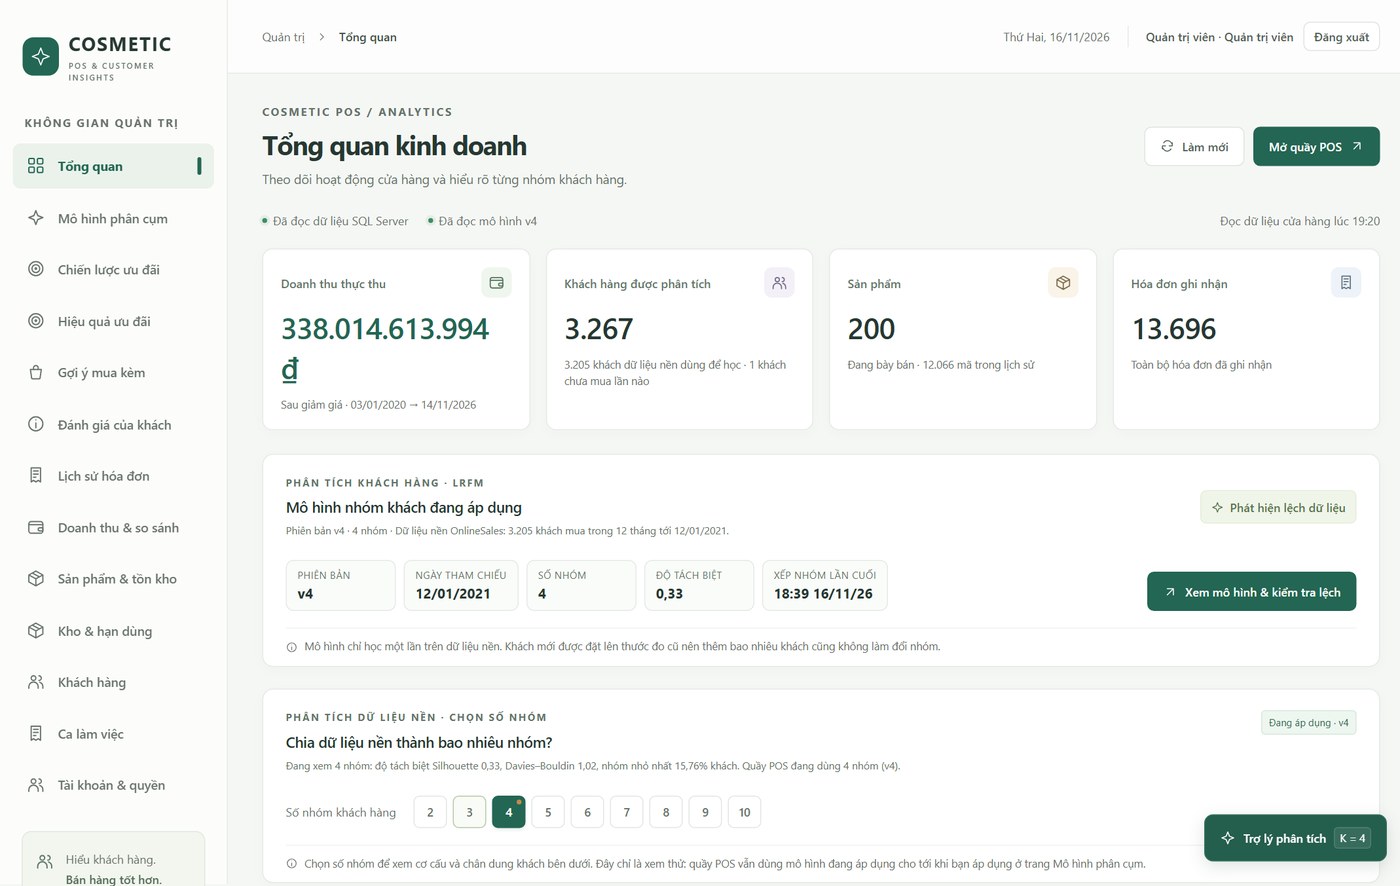 COSMETIC
POS & CUSTOMER
INSIGHTS
KHÔNG GIAN QUẢN TRỊ
Tổng quan
Mô hình phân cụm
Chiến lược ưu đãi
Hiệu quả ưu đãi
Gợi ý mua kèm
Đánh giá của khách
Lịch sử hóa đơn
Doanh thu & so sánh
Sản phẩm & tồn kho
Kho & hạn dùng
Khách hàng
Ca làm việc
Tài khoản & quyền
Hiểu khách hàng.
Bán hàng tốt hơn.
Quản trị > Tổng quan
Thứ Hai, 16/11/2026
Quản trị viên · Quản trị viên
Đăng xuất
COSMETIC POS / ANALYTICS
Tổng quan kinh doanh
Theo dõi hoạt động cửa hàng và hiểu rõ từng nhóm khách hàng.
Làm mới
Mở quầy POS
Đã đọc dữ liệu SQL Server
Đã đọc mô hình v4
Đọc dữ liệu cửa hàng lúc 19:20
Doanh thu thực thu
338.014.613.994
₫
Sau giảm giá · 03/01/2020 → 14/11/2026
Khách hàng được phân tích
3.267
3.205 khách dữ liệu nền dùng để học · 1 khách
chưa mua lần nào
Sản phẩm
200
Đang bày bán · 12.066 mã trong lịch sử
Hóa đơn ghi nhận
13.696
Toàn bộ hóa đơn đã ghi nhận
PHÂN TÍCH KHÁCH HÀNG · LRFM
Mô hình nhóm khách đang áp dụng
Phiên bản v4 · 4 nhóm · Dữ liệu nền OnlineSales: 3.205 khách mua trong 12 tháng tới 12/01/2021.
Phát hiện lệch dữ liệu
PHIÊN BẢN
v4
NGÀY THAM CHIẾU
12/01/2021
SỐ NHÓM
4
ĐỘ TÁCH BIỆT
0,33
XẾP NHÓM LẦN CUỐI
18:39 16/11/26
Xem mô hình & kiểm tra lệch
Mô hình chỉ học một lần trên dữ liệu nền. Khách mới được đặt lên thước đo cũ nên thêm bao nhiêu khách cũng không làm đổi nhóm.
PHÂN TÍCH DỮ LIỆU NỀN · CHỌN SỐ NHÓM
Chia dữ liệu nền thành bao nhiêu nhóm?
Đang xem 4 nhóm: độ tách biệt Silhouette 0,33, Davies–Bouldin 1,02, nhóm nhỏ nhất 15,76% khách. Quầy POS đang dùng 4 nhóm (v4).
Đang áp dụng · v4
Số nhóm khách hàng 2 3 4 5 6 7 8 9 10
Chọn số nhóm để xem cơ cấu và chân dung khách bên dưới. Đây chỉ là xem thử: quầy POS vẫn dùng mô hình đang áp dụng cho tới khi bạn áp dụng ở trang Mô hình phân cụm.
Trợ lý phân tích K = 4